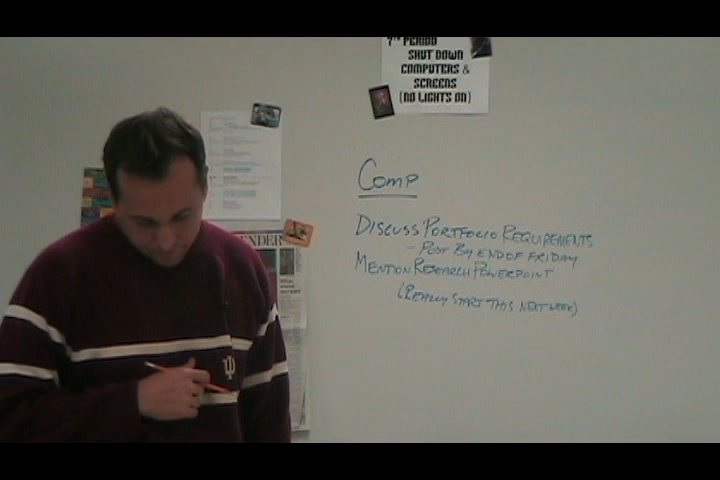 7TH PERIOD
SHUT DOWN
COMPUTERS &
SCREENS
(NO LIGHTS ON)
COMP
DISCUSS PORTFOLIO REQUIREMENTS
- POST BY END OF FRIDAY
MENTION RESEARCH POWERPOINT
(REALLY START THIS NEXT WEEK)
ENDER